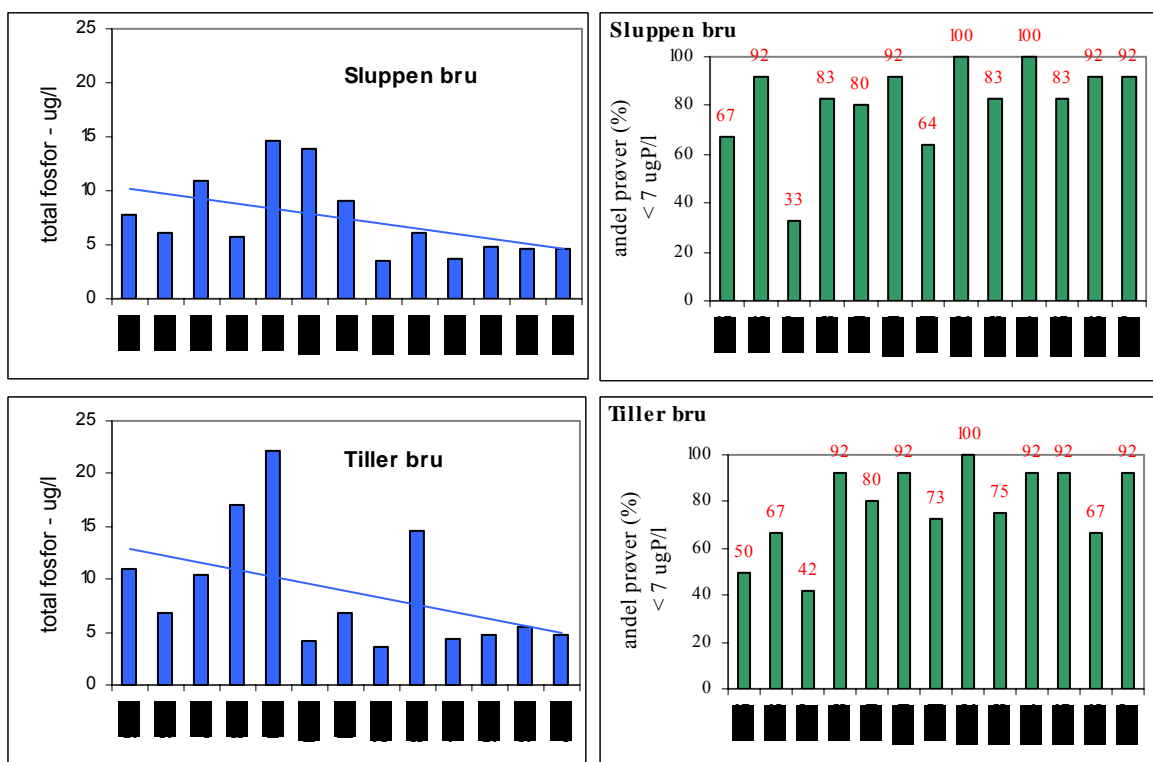 Sluppen bru
total fosfor - ug/l
25
20
15
10
5
0
Sluppen bru
andel prøver (%)
< 7 ugP/l
100
80
60
40
20
0
67 92 33 83 80 92 64 100 83 100 83 92 92
Tiller bru
total fosfor - ug/l
25
20
15
10
5
0
Tiller bru
andel prøver (%)
< 7 ugP/l
100
80
60
40
20
0
50 67 42 92 80 92 73 100 75 92 92 67 92